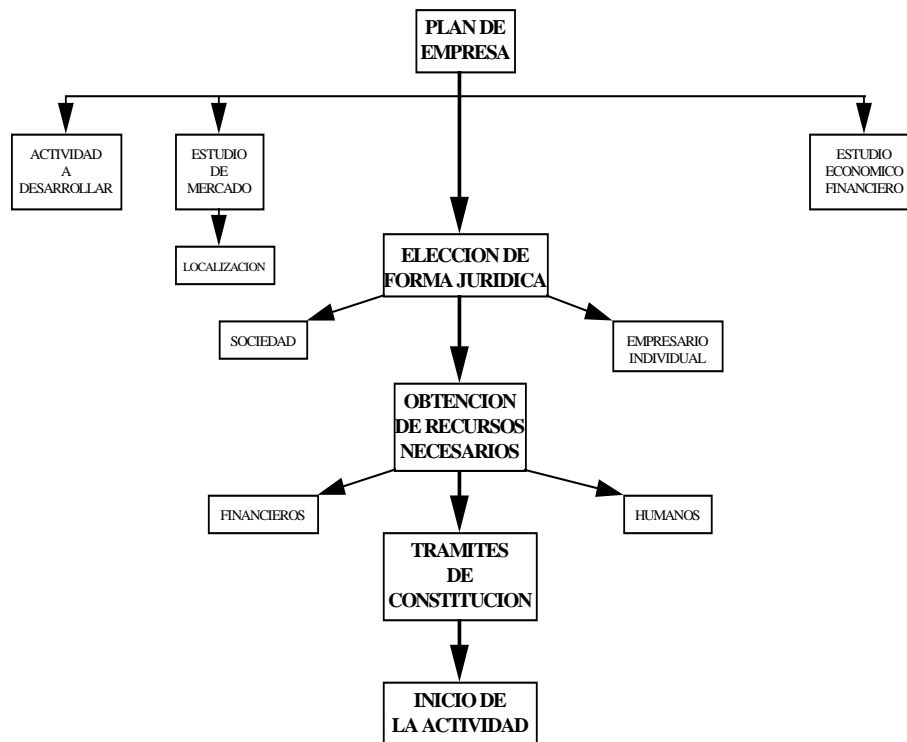 PLAN DE
EMPRESA
ACTIVIDAD
A
DESARROLLAR
ESTUDIO
DE
MERCADO
ESTUDIO
ECONOMICO
FINANCIERO
LOCALIZACION
ELECCION DE
FORMA JURIDICA
SOCIEDAD
EMPRESARIO
INDIVIDUAL
OBTENCION
DE RECURSOS
NECESARIOS
FINANCIEROS
HUMANOS
TRAMITES
DE
CONSTITUCION
INICIO DE
LA ACTIVIDAD